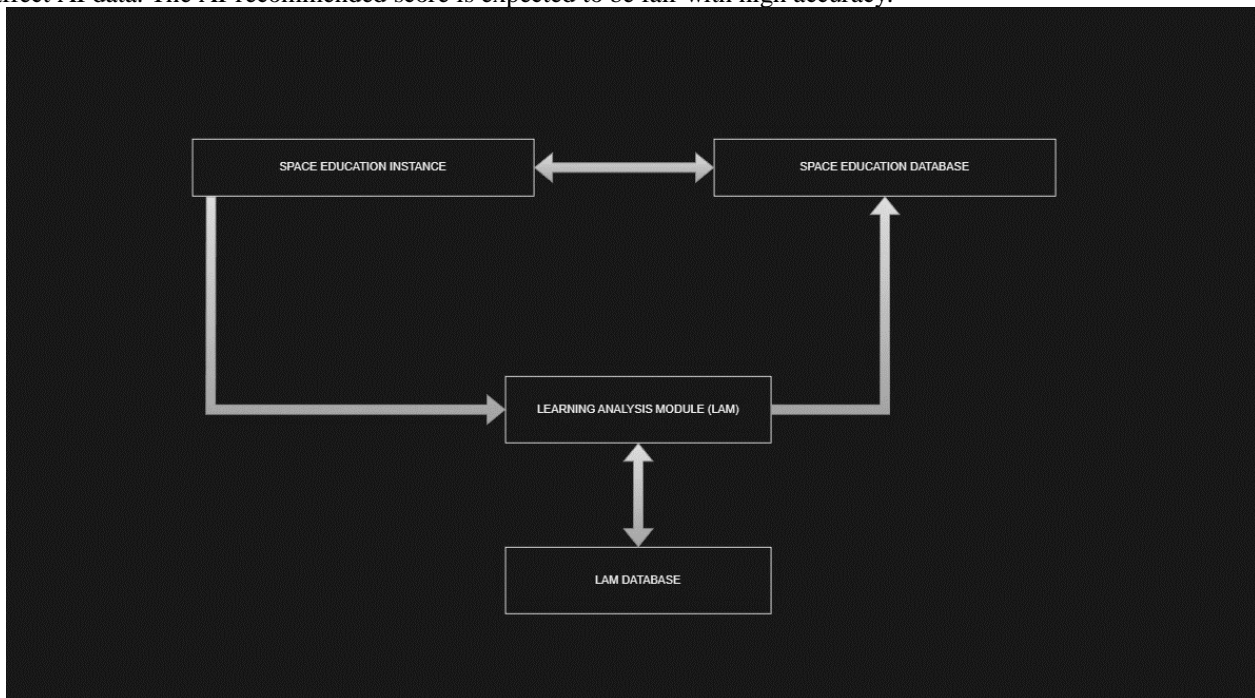 AI data. The AI recommended score is expected to be fair with high accuracy.
SPACE EDUCATION INSTANCE
SPACE EDUCATION DATABASE
LEARNING ANALYSIS MODULE (LAM)
LAM DATABASE